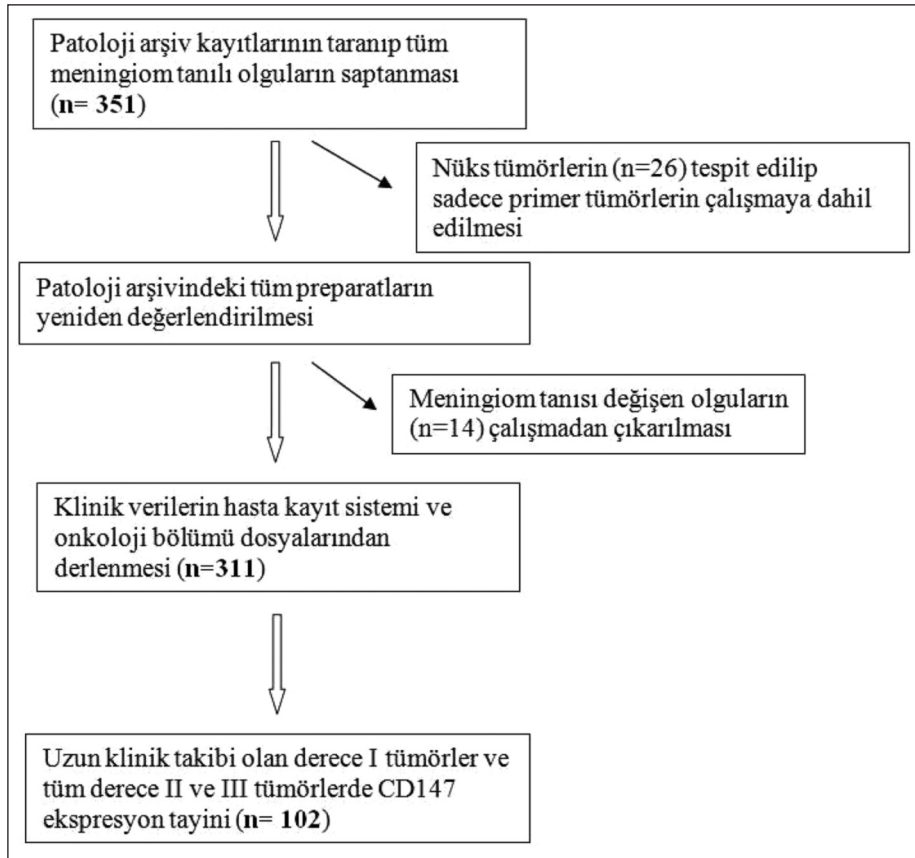 Patoloji arşiv kayıtlarının taranıp tüm
meningiom tanılı olguların saptanması
(n= 351)
Nüks tümörlerin (n=26) tespit edilip
sadece primer tümörlerin çalışmaya dahil
edilmesi
Patoloji arşivindeki tüm preparatların
yeniden değerlendirilmesi
Meningiom tanısı değişen olguların
(n=14) çalışmadan çıkarılması
Klinik verilerin hasta kayıt sistemi ve
onkoloji bölümü dosyalarından
derlenmesi (n=311)
Uzun klinik takibi olan derece I tümörler ve
tüm derece II ve III tümörlerde CD147
ekspresyon tayini (n= 102)